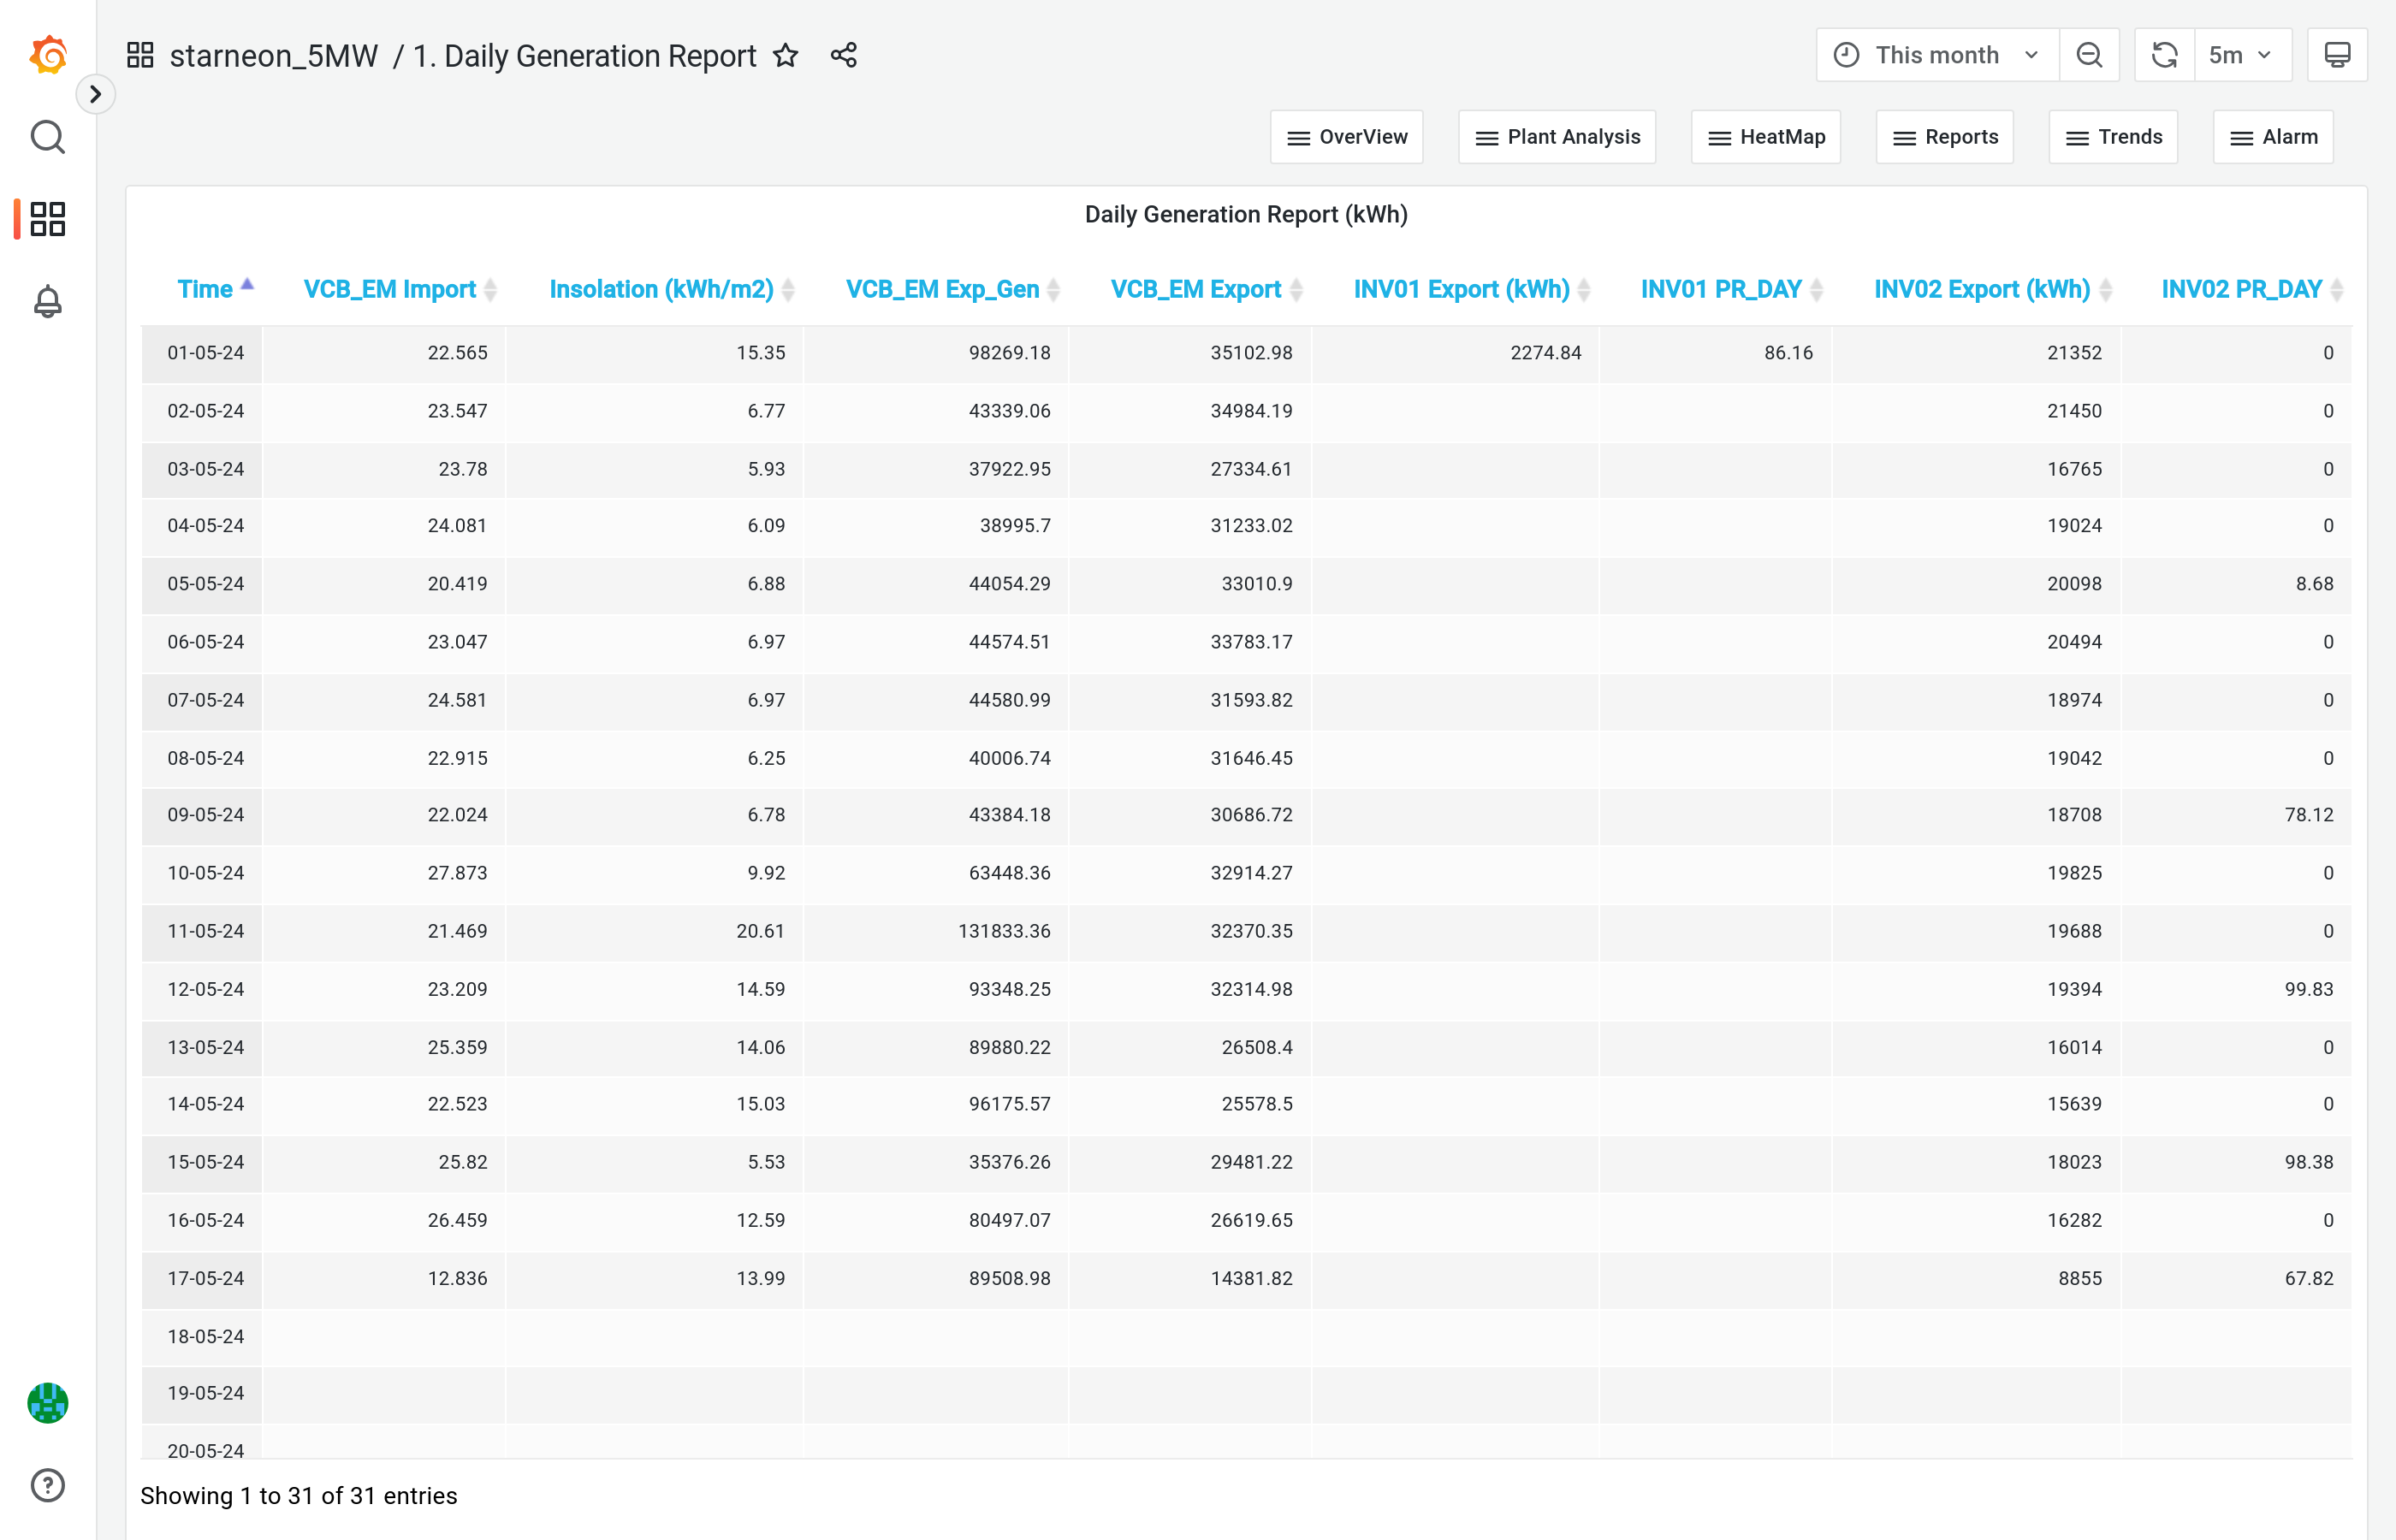 starneon_5MW / 1. Daily Generation Report
This month
5m
OverView Plant Analysis HeatMap Reports Trends Alarm
Daily Generation Report (kWh)
Time VCB_EM Import Insolation (kWh/m2) VCB_EM Exp_Gen VCB_EM Export INV01 Export (kWh) INV01 PR_DAY INV02 Export (kWh) INV02 PR_DAY
01-05-24 22.565 15.35 98269.18 35102.98 2274.84 86.16 21352 0
02-05-24 23.547 6.77 43339.06 34984.19 21450 0
03-05-24 23.78 5.93 37922.95 27334.61 16765 0
04-05-24 24.081 6.09 38995.7 31233.02 19024 0
05-05-24 20.419 6.88 44054.29 33010.9 20098 8.68
06-05-24 23.047 6.97 44574.51 33783.17 20494 0
07-05-24 24.581 6.97 44580.99 31593.82 18974 0
08-05-24 22.915 6.25 40006.74 31646.45 19042 0
09-05-24 22.024 6.78 43384.18 30686.72 18708 78.12
10-05-24 27.873 9.92 63448.36 32914.27 19825 0
11-05-24 21.469 20.61 131833.36 32370.35 19688 0
12-05-24 23.209 14.59 93348.25 32314.98 19394 99.83
13-05-24 25.359 14.06 89880.22 26508.4 16014 0
14-05-24 22.523 15.03 96175.57 25578.5 15639 0
15-05-24 25.82 5.53 35376.26 29481.22 18023 98.38
16-05-24 26.459 12.59 80497.07 26619.65 16282 0
17-05-24 12.836 13.99 89508.98 14381.82 8855 67.82
18-05-24
19-05-24
20-05-24
Showing 1 to 31 of 31 entries